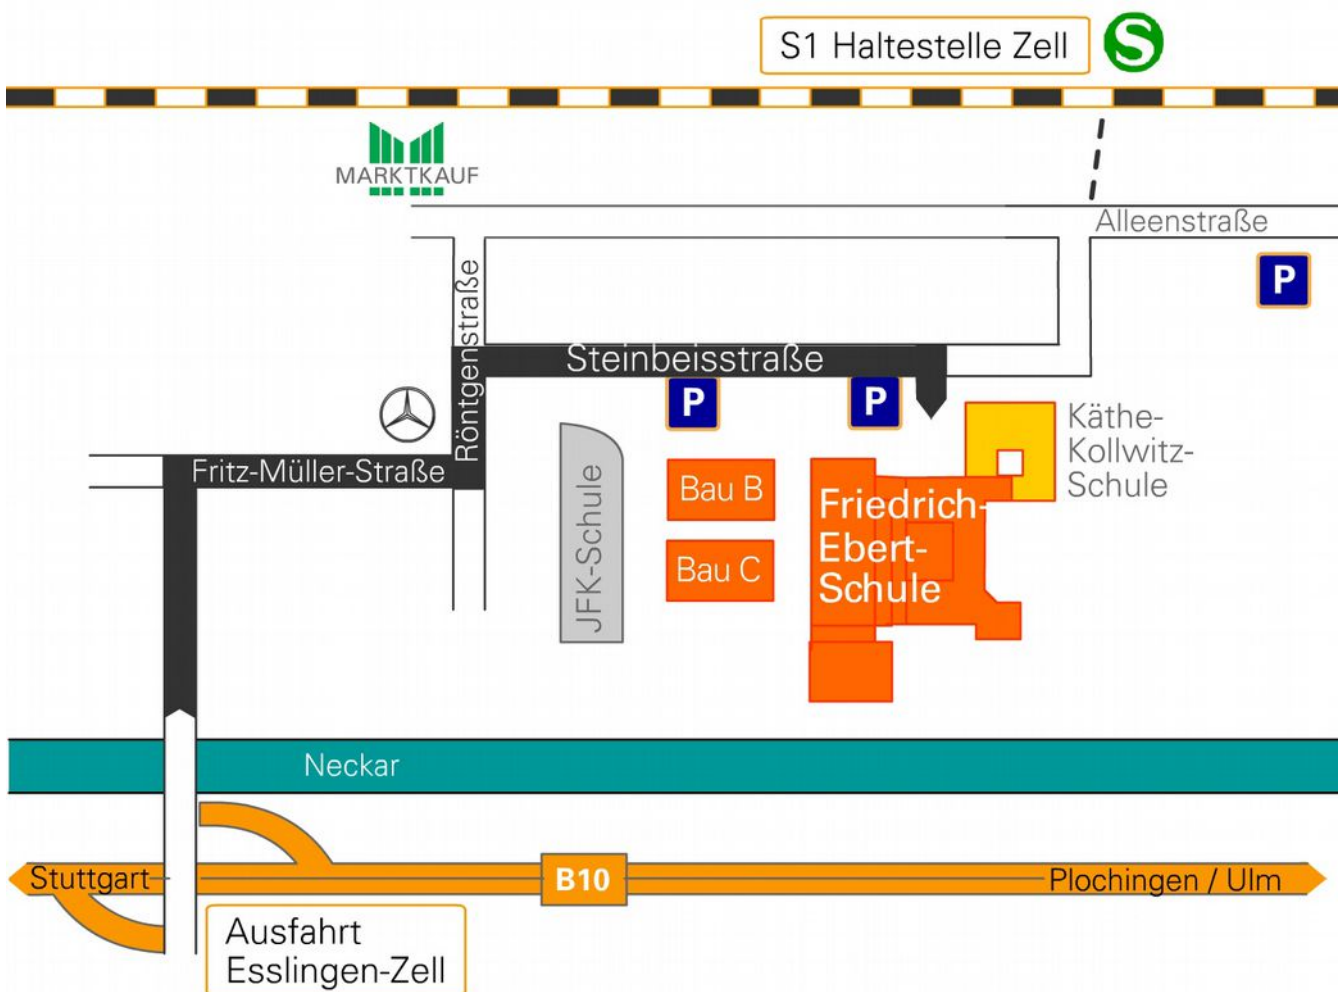 S1 Haltestelle Zell
S
MARKTKAUF
Alleenstraße
P
Röntgenstraße
Steinbeisstraße
P
P
Fritz-Müller-Straße
Käthe-
Kollwitz-
Schule
JFK-Schule
Bau B
Bau C
Friedrich-
Ebert-
Schule
Neckar
Stuttgart
B10
Plochingen / Ulm
Ausfahrt
Esslingen-Zell